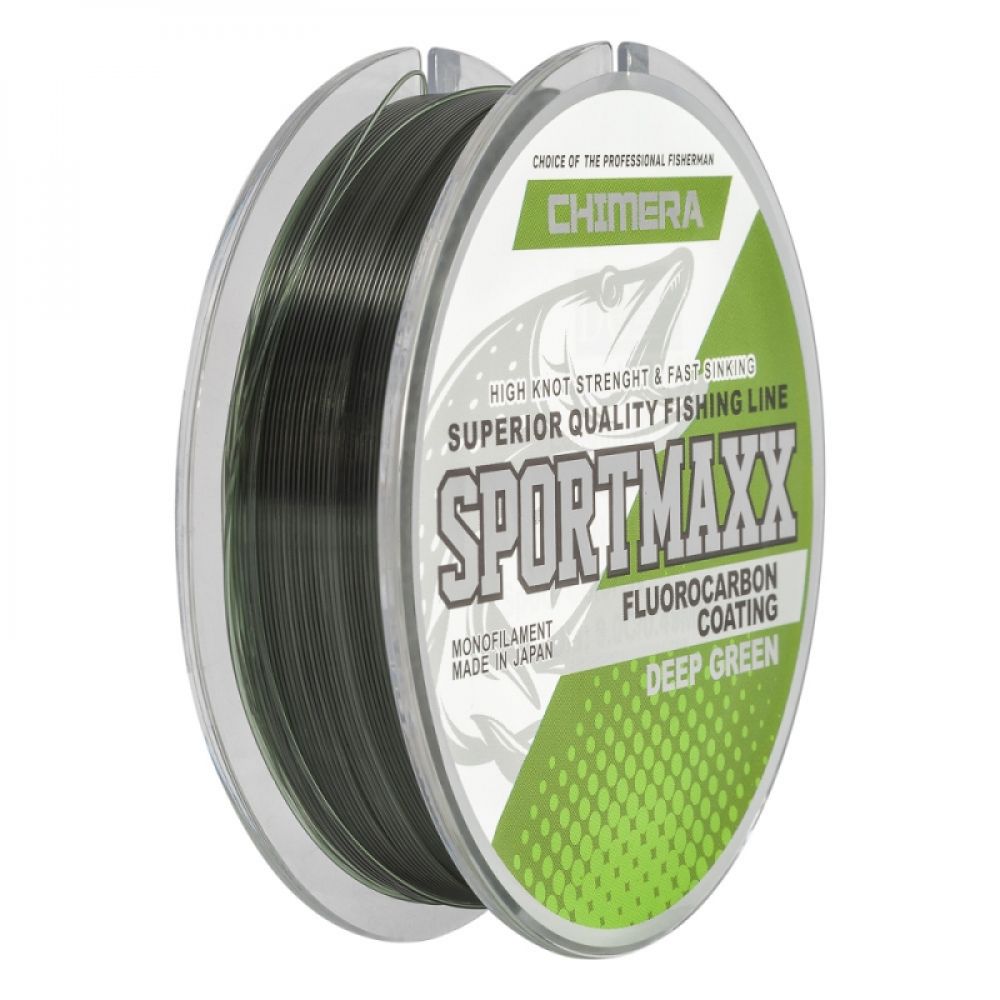 CHOICE OF THE PROFESSIONAL FISHERMAN
CHIMERA
HIGH KNOT STRENGHT & FAST SINKING
SUPERIOR QUALITY FISHING LINE
SPORTMAXX
FLUOROCARBON
COATING
MONOFILAMENT
MADE IN JAPAN
DEEP GREEN